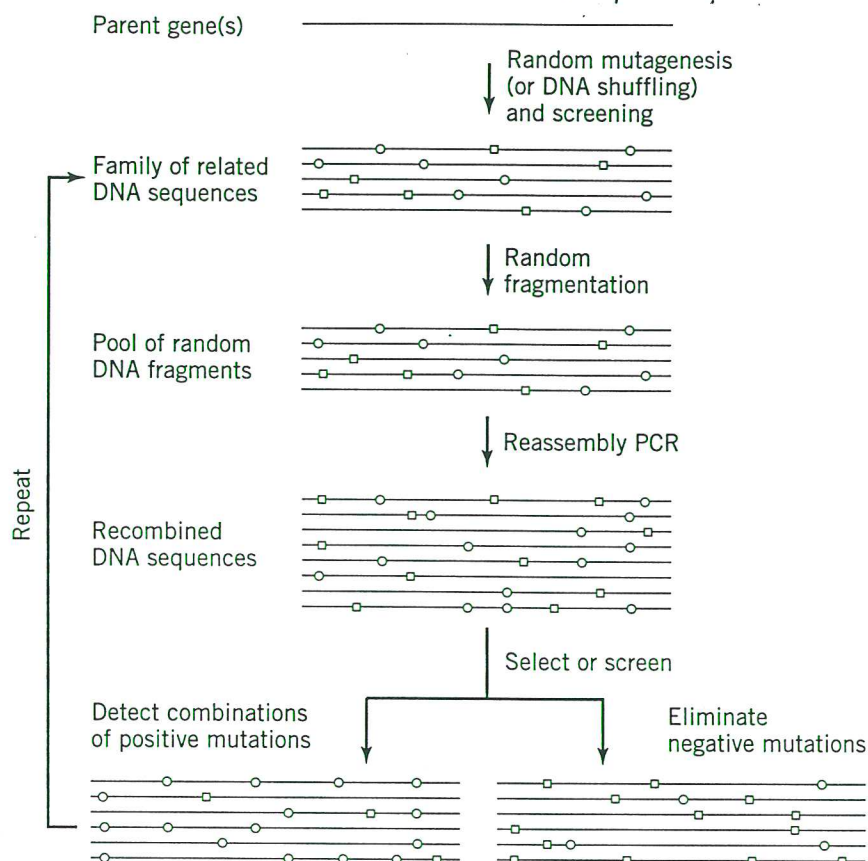 Parent gene(s)
Random mutagenesis
(or DNA shuffling)
and screening
Family of related
DNA sequences
Random
fragmentation
Pool of random
DNA fragments
Reassembly PCR
Repeat
Recombined
DNA sequences
Select or screen
Detect combinations
of positive mutations
Eliminate
negative mutations